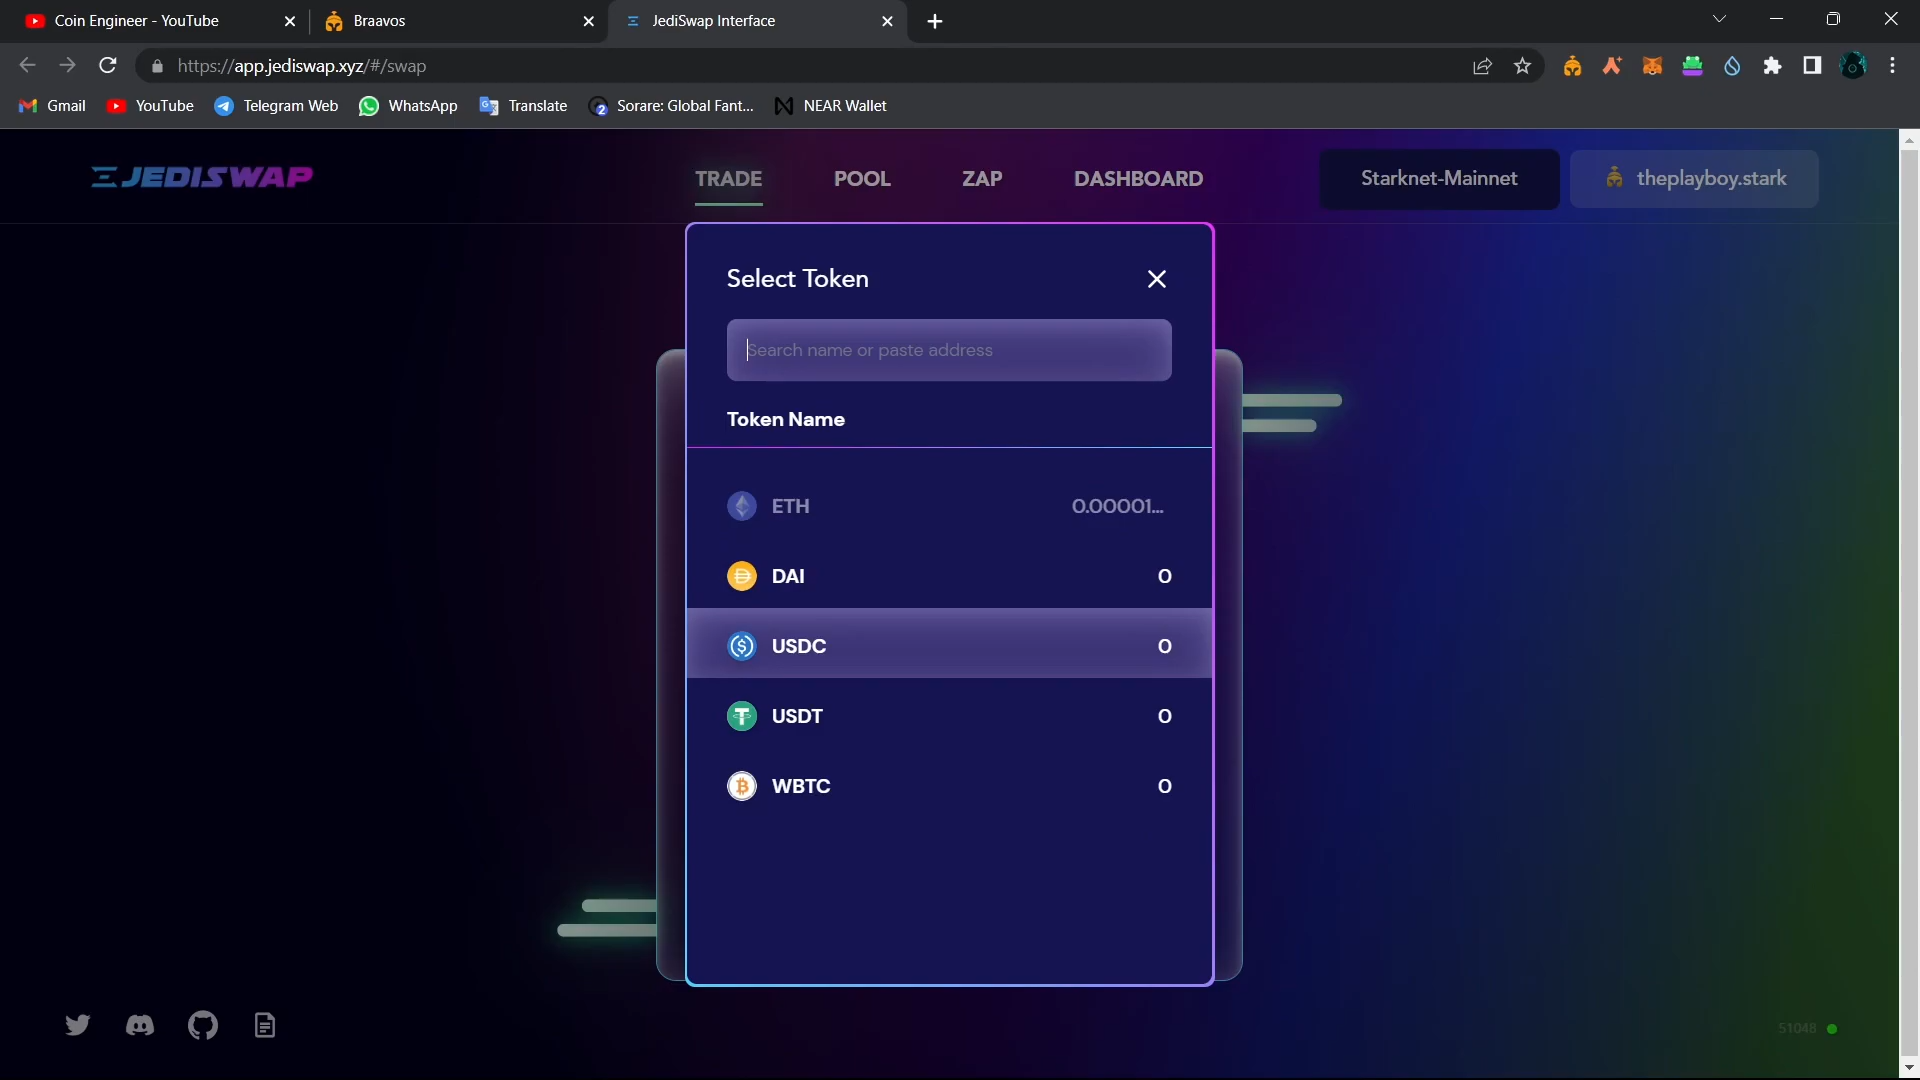 Coin Engineer - YouTube
Braavos
JediSwap Interface
https://app.jediswap.xyz/#/swap
Gmail
YouTube
Telegram Web
WhatsApp
Translate
Sorare: Global Fant...
NEAR Wallet
JEDISWAP
TRADE
POOL
ZAP
DASHBOARD
Starknet-Mainnet
theplayboy.stark
Select Token
Search name or paste address
Token Name
ETH 0.00001...
DAI 0
USDC 0
USDT 0
WBTC 0
51048